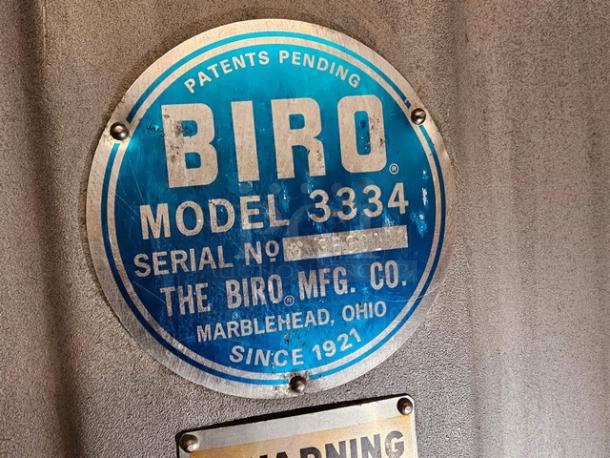 PATENTS PENDING
BIRO®
MODEL 3334
SERIAL Nº
THE BIRO® MFG. CO.
MARBLEHEAD, OHIO
SINCE 1921
WARNING